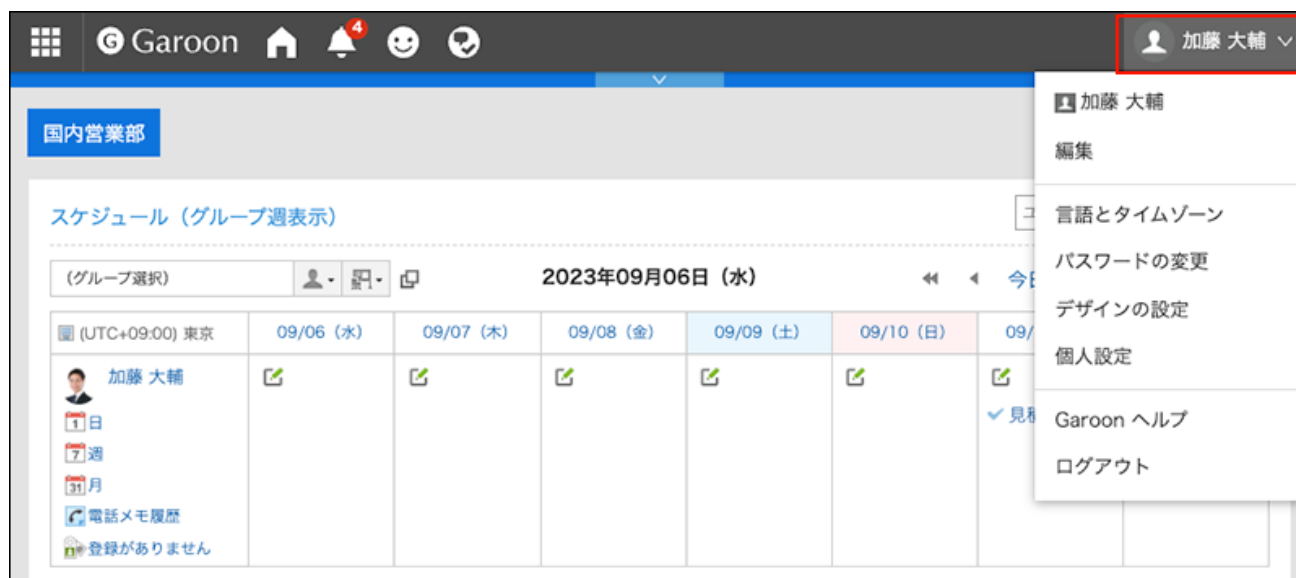 G Garoon 4 加藤 大輔
加藤 大輔
国内営業部
編集
スケジュール（グループ週表示）
言語とタイムゾーン
パスワードの変更
(グループ選択)
2023年09月06日（水）
今
デザインの設定
個人設定
(UTC+09:00) 東京 09/06（水） 09/07（木） 09/08（金） 09/09（土） 09/10（日） 09/
加藤 大輔
1 日
見
Garoon ヘルプ
7 週
ログアウト
31 月
電話メモ履歴
登録がありません